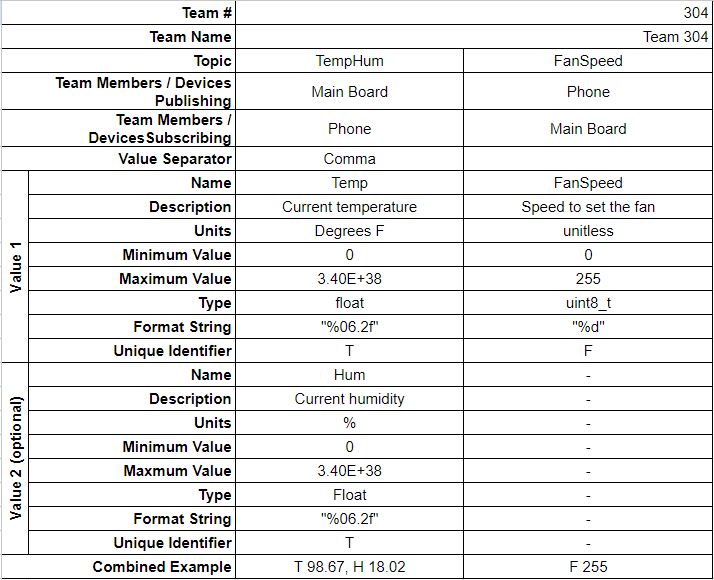 Team # 304
Team Name Team 304
Topic TempHum FanSpeed
Team Members / Devices
Publishing Main Board Phone
Team Members /
DevicesSubscribing Phone Main Board
Value Separator Comma
Value 1
Name Temp FanSpeed
Description Current temperature Speed to set the fan
Units Degrees F unitless
Minimum Value 0 0
Maximum Value 3.40E+38 255
Type float uint8_t
Format String "%06.2f" "%d"
Unique Identifier T F
Value 2 (optional)
Name Hum -
Description Current humidity -
Units % -
Minimum Value 0 -
Maxmum Value 3.40E+38 -
Type Float -
Format String "%06.2f" -
Unique Identifier T -
Combined Example T 98.67, H 18.02 F 255